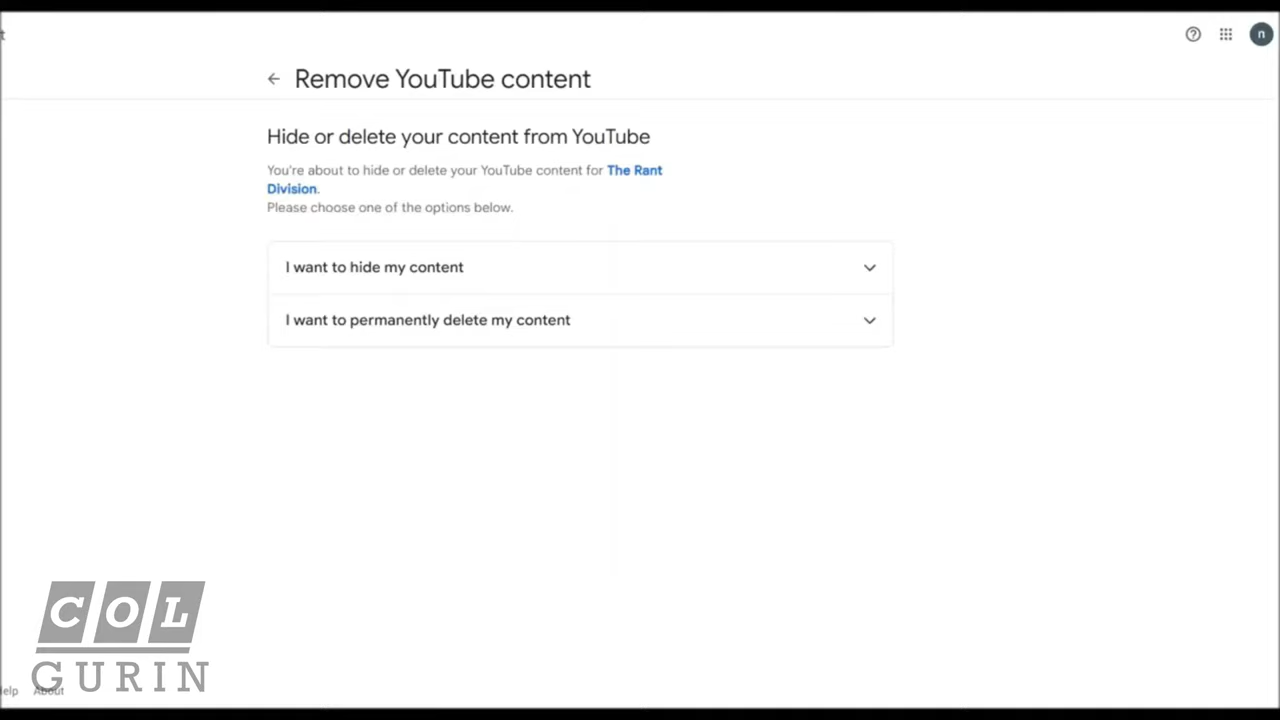 t
n
Remove YouTube content
Hide or delete your content from YouTube
You're about to hide or delete your YouTube content for The Rant
Division.
Please choose one of the options below.
I want to hide my content
I want to permanently delete my content
COL
GURIN
elp About